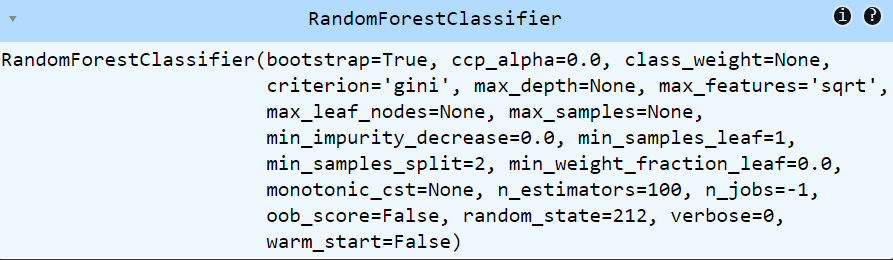 RandomForestClassifier
RandomForestClassifier(bootstrap=True, ccp_alpha=0.0, class_weight=None,
criterion='gini', max_depth=None, max_features='sqrt',
max_leaf_nodes=None, max_samples=None,
min_impurity_decrease=0.0, min_samples_leaf=1,
min_samples_split=2, min_weight_fraction_leaf=0.0,
monotonic_cst=None, n_estimators=100, n_jobs=-1,
oob_score=False, random_state=212, verbose=0,
warm_start=False)